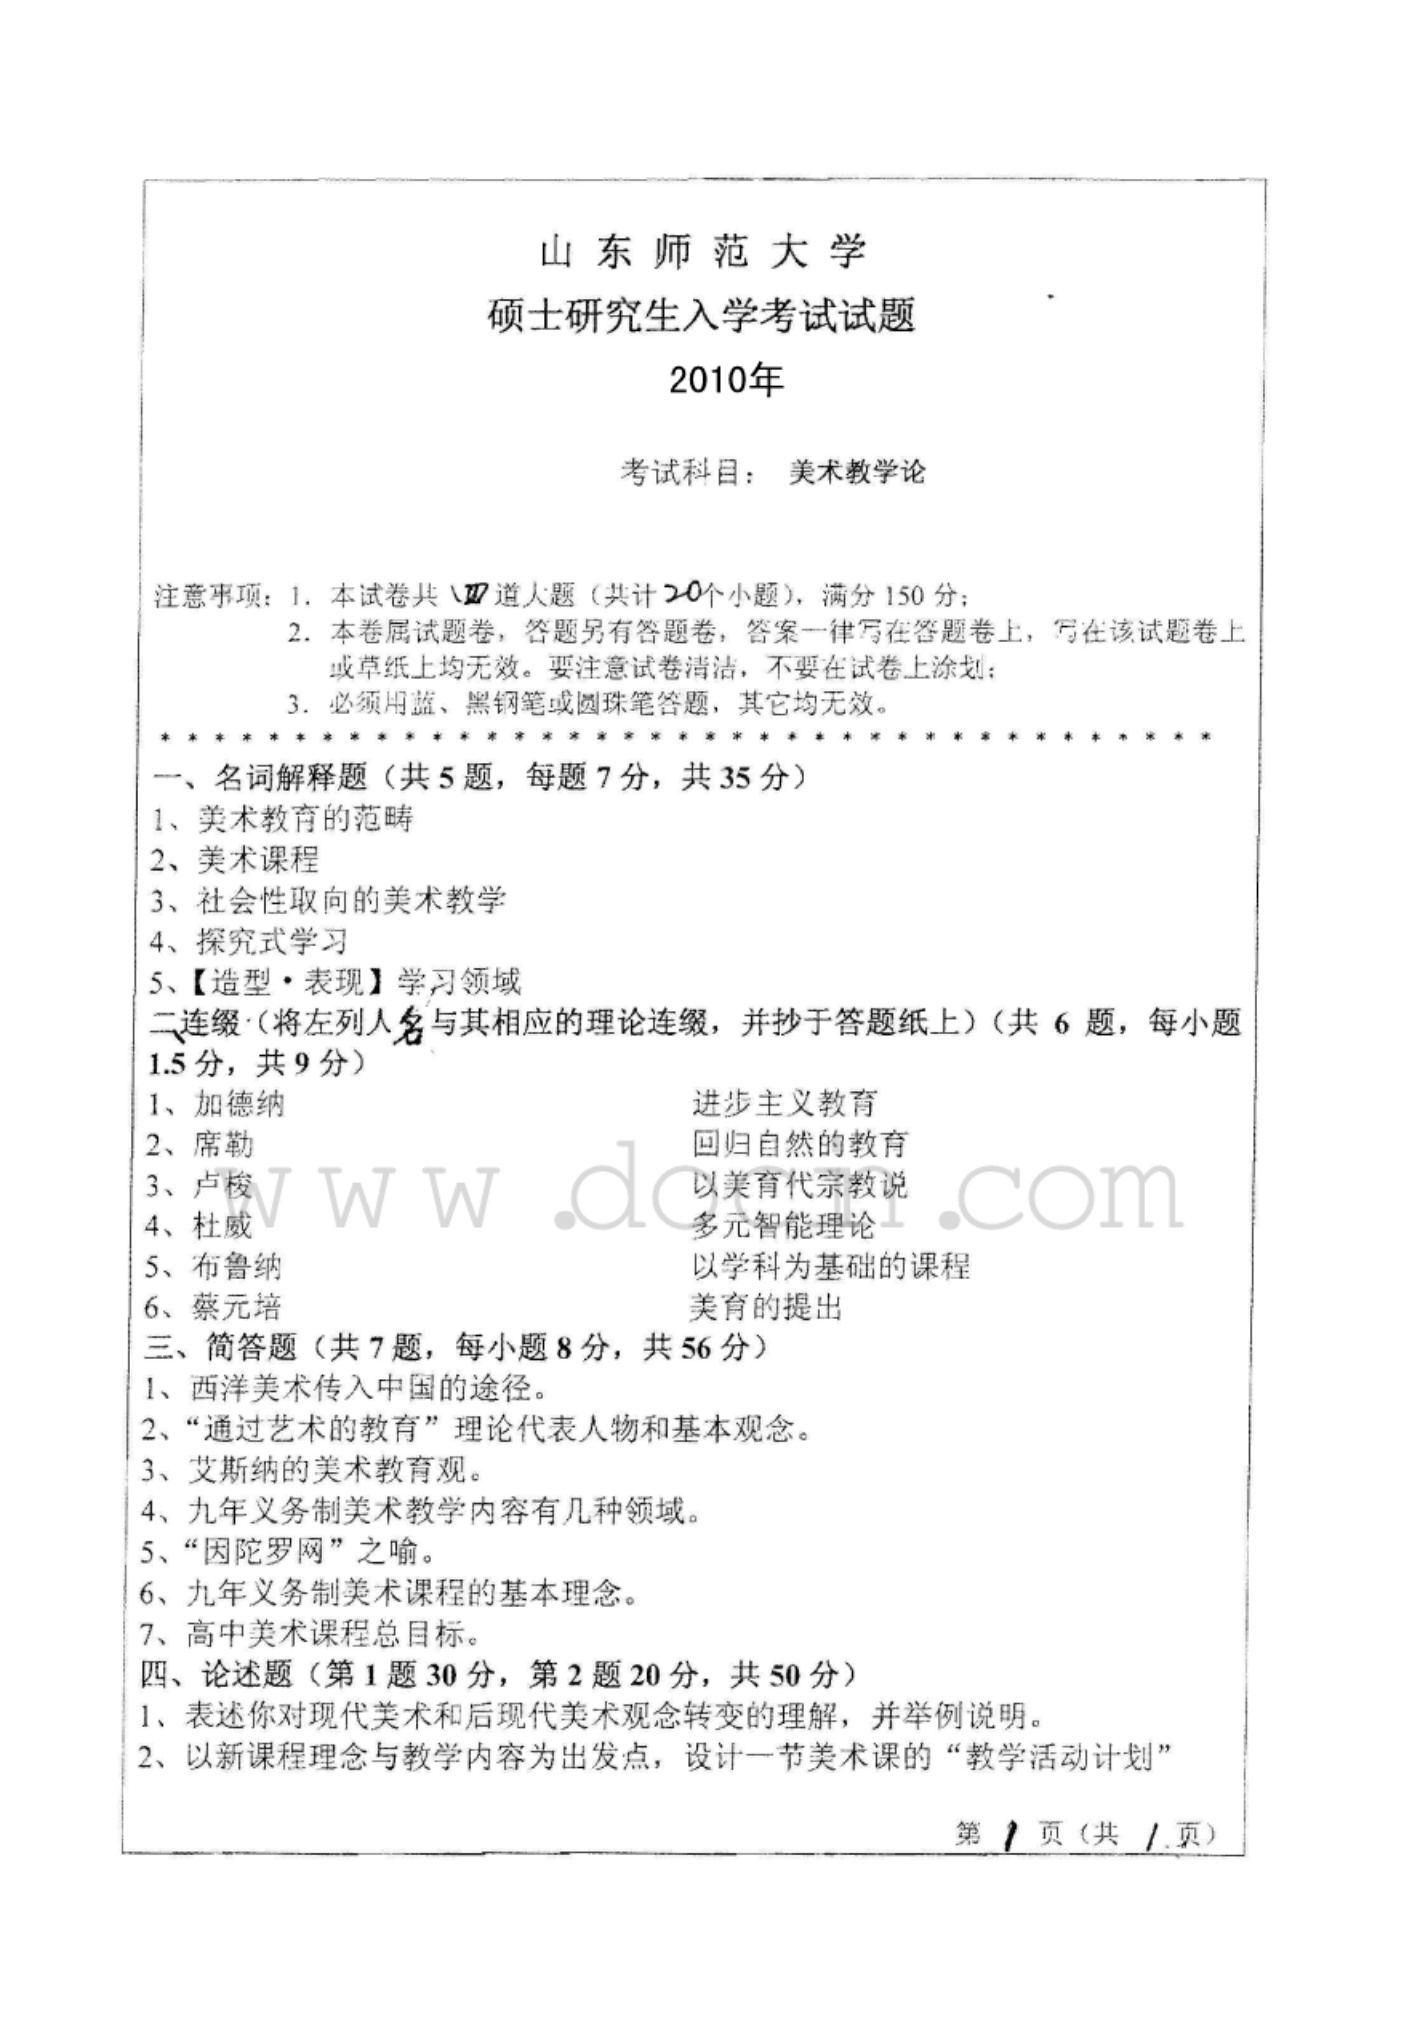 山东师范大学
硕士研究生入学考试试题
2010年
考试科目： 美术教学论
注意事项：1．本试卷共 四 道大题（共计20个小题），满分 150 分；
2．本卷属试题卷，答题另有答题卷，答案一律写在答题卷上，写在该试题卷上
或草纸上均无效。要注意试卷清洁，不要在试卷上涂划；
3．必须用蓝、黑钢笔或圆珠笔答题，其它均无效。
* * * * * * * * * * * * * * * * * * * * * * * * * * * * * * * * * * * * * * *
一、名词解释题（共 5 题，每题 7 分，共 35 分）
1、美术教育的范畴
2、美术课程
3、社会性取向的美术教学
4、探究式学习
5、【造型·表现】学习领域
二、连缀（将左列人名与其相应的理论连缀，并抄于答题纸上）（共 6 题，每小题
1.5 分，共 9 分）
1、加德纳 进步主义教育
2、席勒 回归自然的教育
3、卢梭 以美育代宗教说
4、杜威 多元智能理论
5、布鲁纳 以学科为基础的课程
6、蔡元培 美育的提出
www.docn.com
三、简答题（共 7 题，每小题 8 分，共 56 分）
1、西洋美术传入中国的途径。
2、“通过艺术的教育”理论代表人物和基本观念。
3、艾斯纳的美术教育观。
4、九年义务制美术教学内容有几种领域。
5、“因陀罗网”之喻。
6、九年义务制美术课程的基本理念。
7、高中美术课程总目标。
四、论述题（第 1 题 30 分，第 2 题 20 分，共 50 分）
1、表述你对现代美术和后现代美术观念转变的理解，并举例说明。
2、以新课程理念与教学内容为出发点，设计一节美术课的“教学活动计划”
第 1 页（共 1 页）